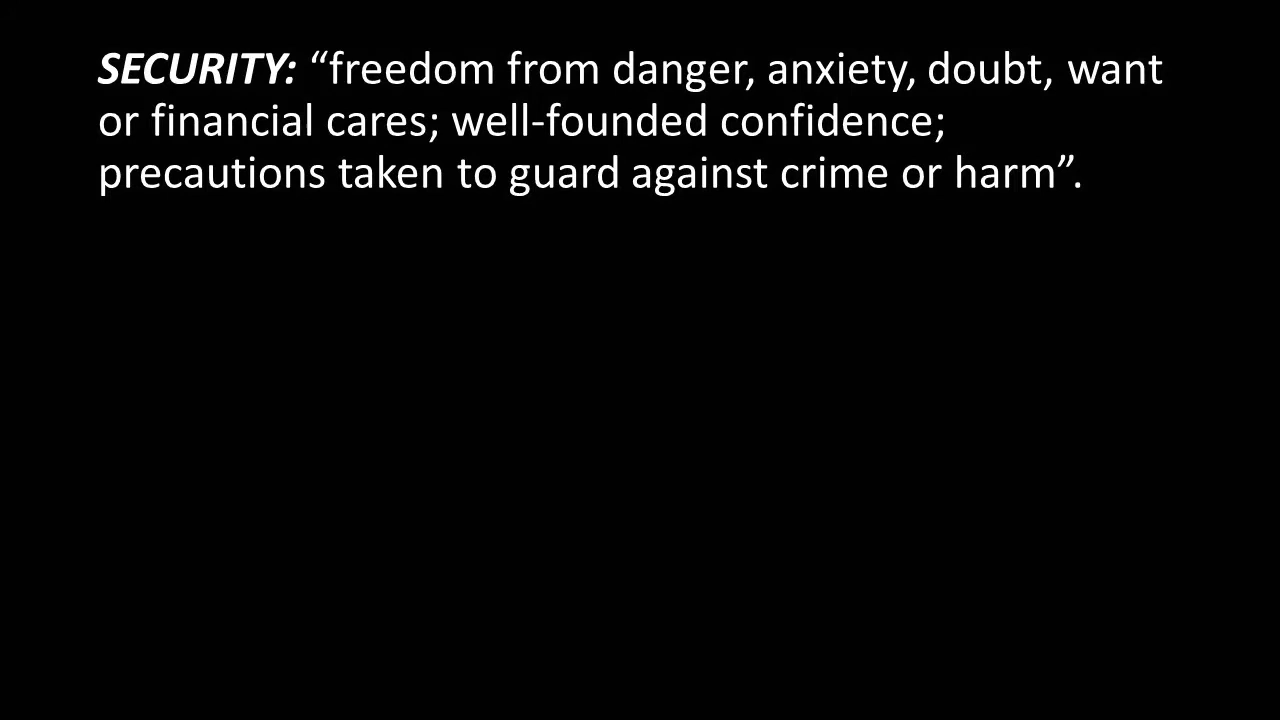 SECURITY: “freedom from danger, anxiety, doubt, want
or financial cares; well-founded confidence;
precautions taken to guard against crime or harm”.